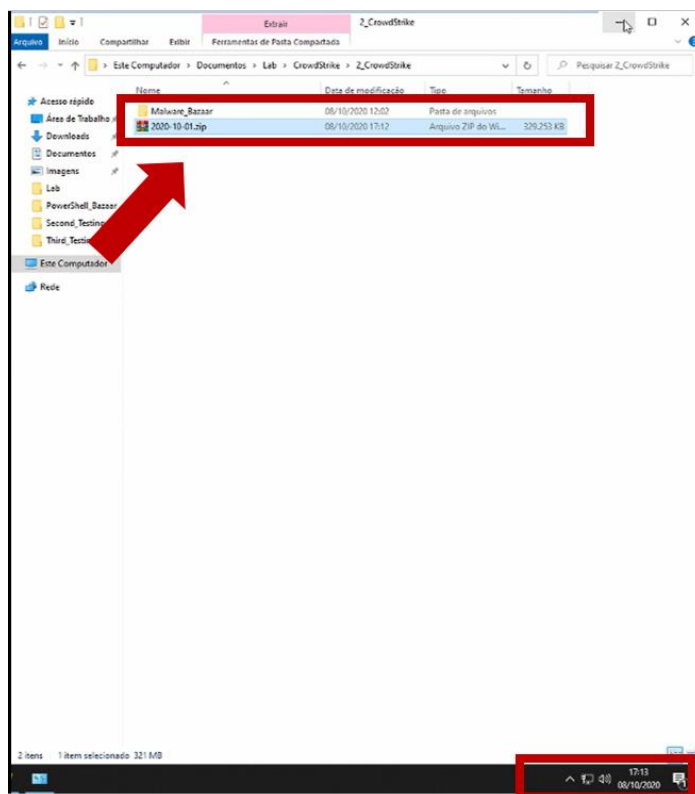 Extrair 2_CrowdStrike
Arquivo Início Compartilhar Exibir Ferramentas de Pasta Compactada
Este Computador > Documentos > Lab > CrowdStrike > 2_CrowdStrike Pesquisar 2_CrowdStrike
Nome Data de modificação Tipo Tamanho
Acesso rápido
Malware_Bazaar 08/10/2020 12:02 Pasta de arquivos
Área de Trabalho
2020-10-01.zip 08/10/2020 17:12 Arquivo ZIP do Wi... 329.253 KB
Downloads
Documentos
Imagens
Lab
PowerShell_Bazaar
Second_Testing
Third_Testin
Este Computador
Rede
2 itens 1 item selecionado 321 MB
17:13
08/10/2020